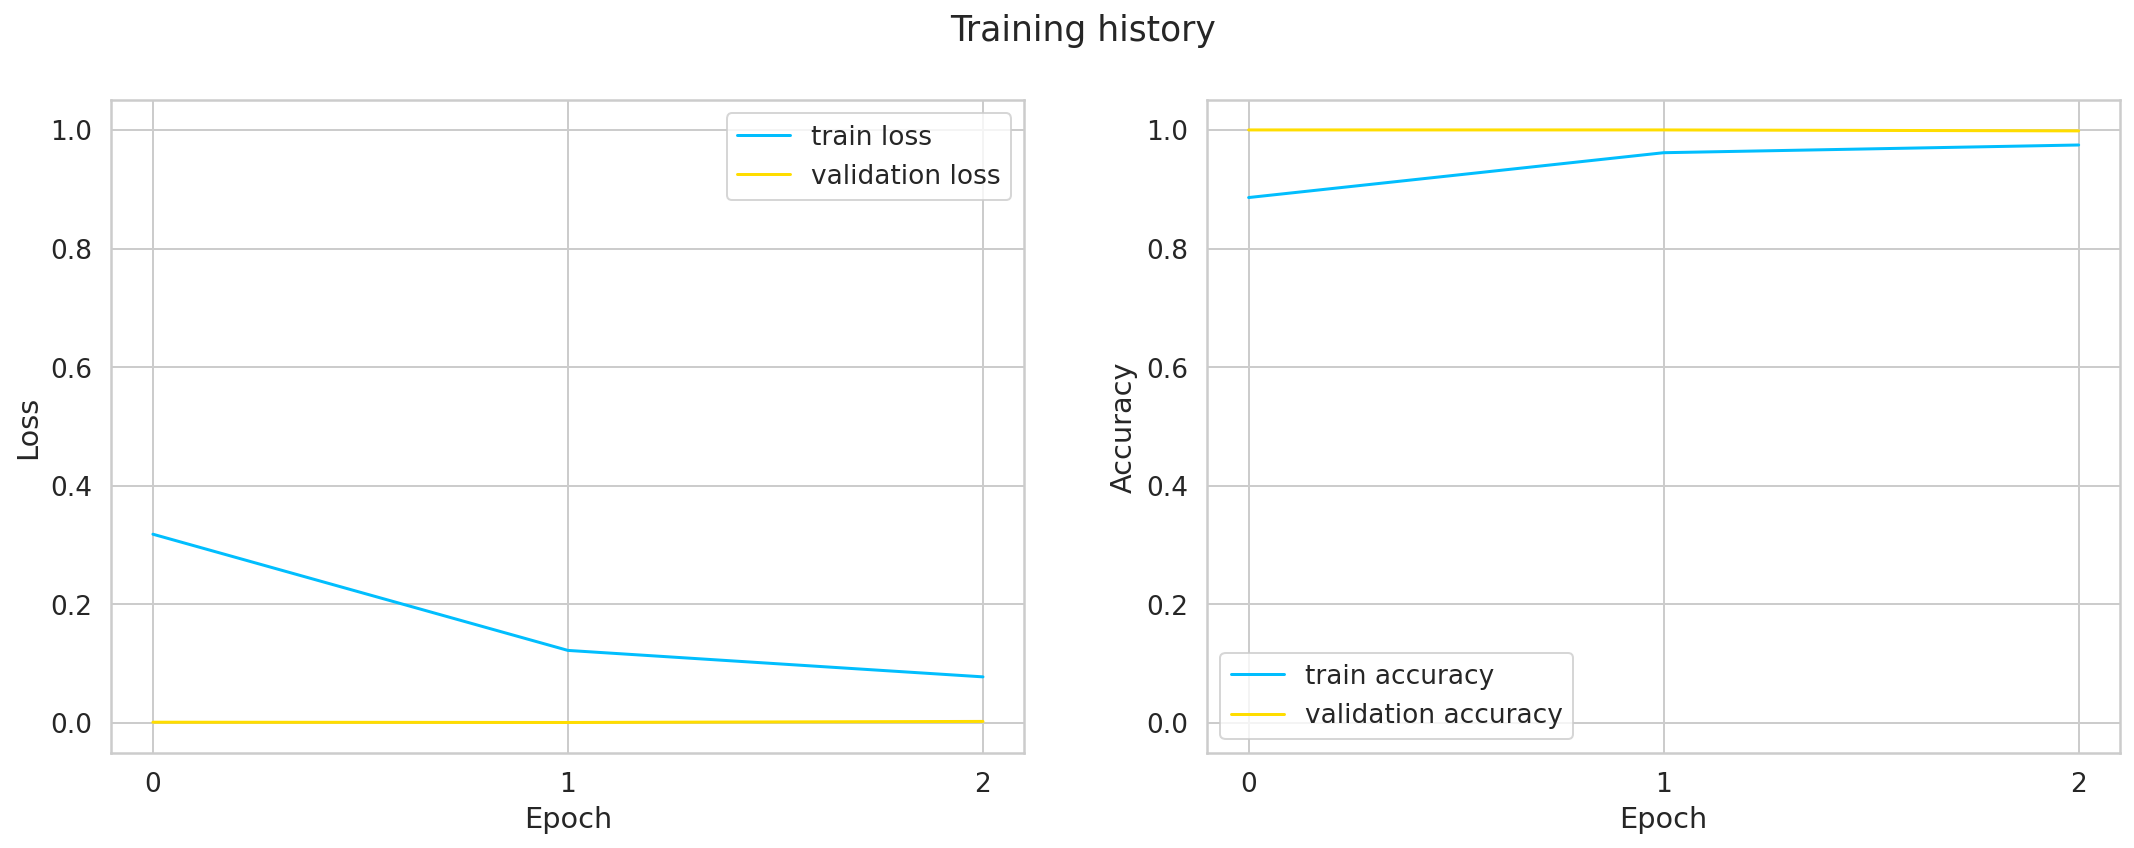 Training history
Loss
1.0
0.8
0.6
0.4
0.2
0.0
train loss
validation loss
0 1 2
Epoch
Accuracy
1.0
0.8
0.6
0.4
0.2
0.0
train accuracy
validation accuracy
0 1 2
Epoch